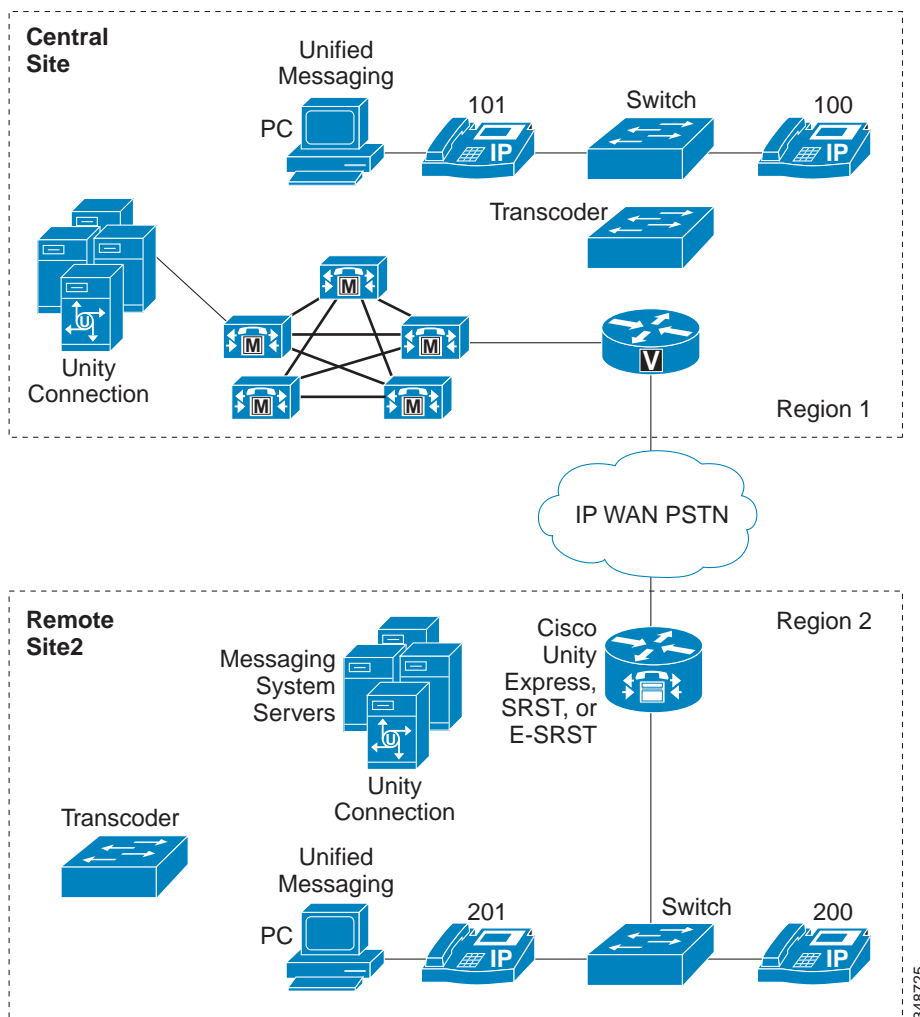 Central
Site
Unified
Messaging
PC
101
IP
Switch
100
IP
Transcoder
U
Unity
Connection
M
M
M
M
M
V
Region 1
IP WAN PSTN
Remote
Site2
Region 2
Messaging
System
Servers
U
Unity
Connection
Cisco
Unity
Express,
SRST, or
E-SRST
Transcoder
Unified
Messaging
PC
201
IP
Switch
200
IP